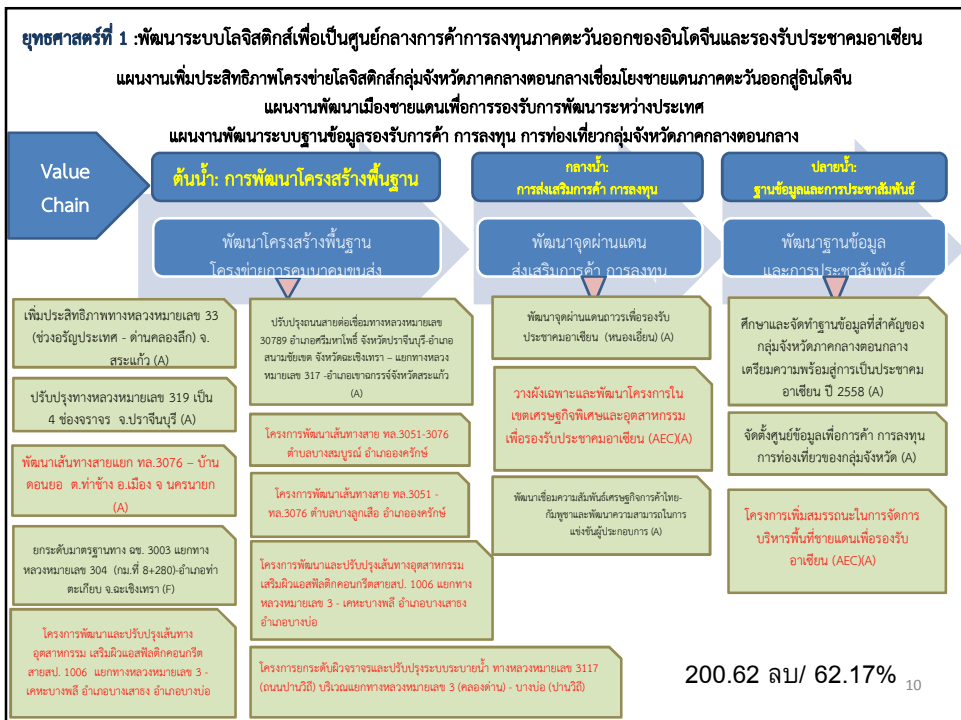 ยุทธศาสตร์ที่ 1 :พัฒนาระบบโลจิสติกส์เพื่อเป็นศูนย์กลางการค้าการลงทุนภาคตะวันออกของอินโดจีนและรองรับประชาคมอาเซียน
แผนงานเพิ่มประสิทธิภาพโครงข่ายโลจิสติกส์กลุ่มจังหวัดภาคกลางตอนกลางเชื่อมโยงชายแดนภาคตะวันออกสู่อินโดจีน
แผนงานพัฒนาเมืองชายแดนเพื่อการรองรับการพัฒนาระหว่างประเทศ
แผนงานพัฒนาระบบฐานข้อมูลรองรับการค้า การลงทุน การท่องเที่ยวกลุ่มจังหวัดภาคกลางตอนกลาง
Value
Chain
ต้นน้ำ: การพัฒนาโครงสร้างพื้นฐาน
กลางน้ำ:
การส่งเสริมการค้า การลงทุน
ปลายน้ำ:
ฐานข้อมูลและการประชาสัมพันธ์
พัฒนาโครงสร้างพื้นฐาน
โครงข่ายการคมนาคมขนส่ง
พัฒนาจุดผ่านแดน
ส่งเสริมการค้า การลงทุน
พัฒนาฐานข้อมูล
และการประชาสัมพันธ์
เพิ่มประสิทธิภาพทางหลวงหมายเลข 33
(ช่วงอรัญประเทศ - ด่านคลองลึก) จ.
สระแก้ว (A)
ปรับปรุงทางหลวงหมายเลข 319 เป็น
4 ช่องจราจร จ.ปราจีนบุรี (A)
พัฒนาเส้นทางสายแยก ทล.3076 – บ้าน
ดอนยอ ต.ท่าช้าง อ.เมือง จ นครนายก
(A)
ยกระดับมาตรฐานทาง ฉช. 3003 แยกทาง
หลวงหมายเลข 304 (กม.ที่ 8+280)-อำเภอท่า
ตะเกียบ จ.ฉะเชิงเทรา (F)
โครงการพัฒนาและปรับปรุงเส้นทาง
อุตสาหกรรม เสริมผิวแอสฟัลติกคอนกรีต
สายสป. 1006 แยกทางหลวงหมายเลข 3 -
เคหะบางพลี อำเภอบางเสาธง อำเภอบางบ่อ
ปรับปรุงถนนสายต่อเชื่อมทางหลวงหมายเลข
30789 อำเภอศรีมหาโพธิ์ จังหวัดปราจีนบุรี-อำเภอ
สนามชัยเขต จังหวัดฉะเชิงเทรา – แยกทางหลวง
หมายเลข 317 -อำเภอเขาฉกรรจ์จังหวัดสระแก้ว
(A)
โครงการพัฒนาเส้นทางสาย ทล.3051-3076
ตำบลบางสมบูรณ์ อำเภอองครักษ์
โครงการพัฒนาเส้นทางสาย ทล.3051 -
ทล.3076 ตำบลบางลูกเสือ อำเภอองครักษ์
โครงการพัฒนาและปรับปรุงเส้นทางอุตสาหกรรม
เสริมผิวแอสฟัลติกคอนกรีตสายสป. 1006 แยกทาง
หลวงหมายเลข 3 - เคหะบางพลี อำเภอบางเสาธง
อำเภอบางบ่อ
โครงการยกระดับผิวจราจรและปรับปรุงระบบระบายน้ำ ทางหลวงหมายเลข 3117
(ถนนปานวิถี) บริเวณแยกทางหลวงหมายเลข 3 (คลองด่าน) - บางบ่อ (ปานวิถี)
พัฒนาจุดผ่านแดนถาวรเพื่อรองรับ
ประชาคมอาเซียน (หนองเอี่ยน) (A)
วางผังเฉพาะและพัฒนาโครงการใน
เขตเศรษฐกิจพิเศษและอุตสาหกรรม
เพื่อรองรับประชาคมอาเซียน (AEC)(A)
พัฒนาเชื่อมความสัมพันธ์เศรษฐกิจการค้าไทย-
กัมพูชาและพัฒนาความสามารถในการ
แข่งขันผู้ประกอบการ (A)
ศึกษาและจัดทำฐานข้อมูลที่สำคัญของ
กลุ่มจังหวัดภาคกลางตอนกลาง
เตรียมความพร้อมสู่การเป็นประชาคม
อาเซียน ปี 2558 (A)
จัดตั้งศูนย์ข้อมูลเพื่อการค้า การลงทุน
การท่องเที่ยวของกลุ่มจังหวัด (A)
โครงการเพิ่มสมรรถนะในการจัดการ
บริหารพื้นที่ชายแดนเพื่อรองรับ
อาเซียน (AEC)(A)
200.62 ลบ/ 62.17%
10